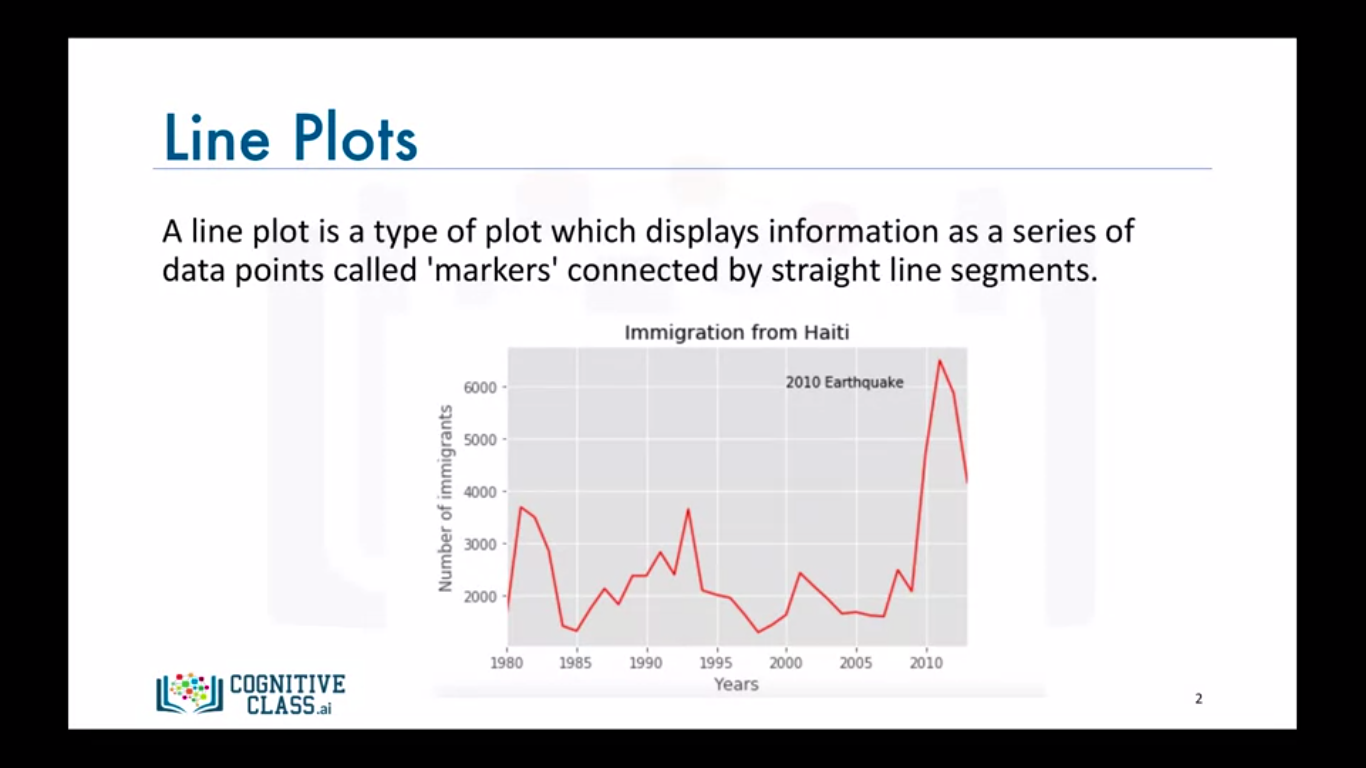 Line Plots
A line plot is a type of plot which displays information as a series of
data points called 'markers' connected by straight line segments.
Immigration from Haiti
2010 Earthquake
6000
5000
4000
3000
2000
Number of immigrants
1980 1985 1990 1995 2000 2005 2010
Years
COGNITIVE
CLASS.ai
2